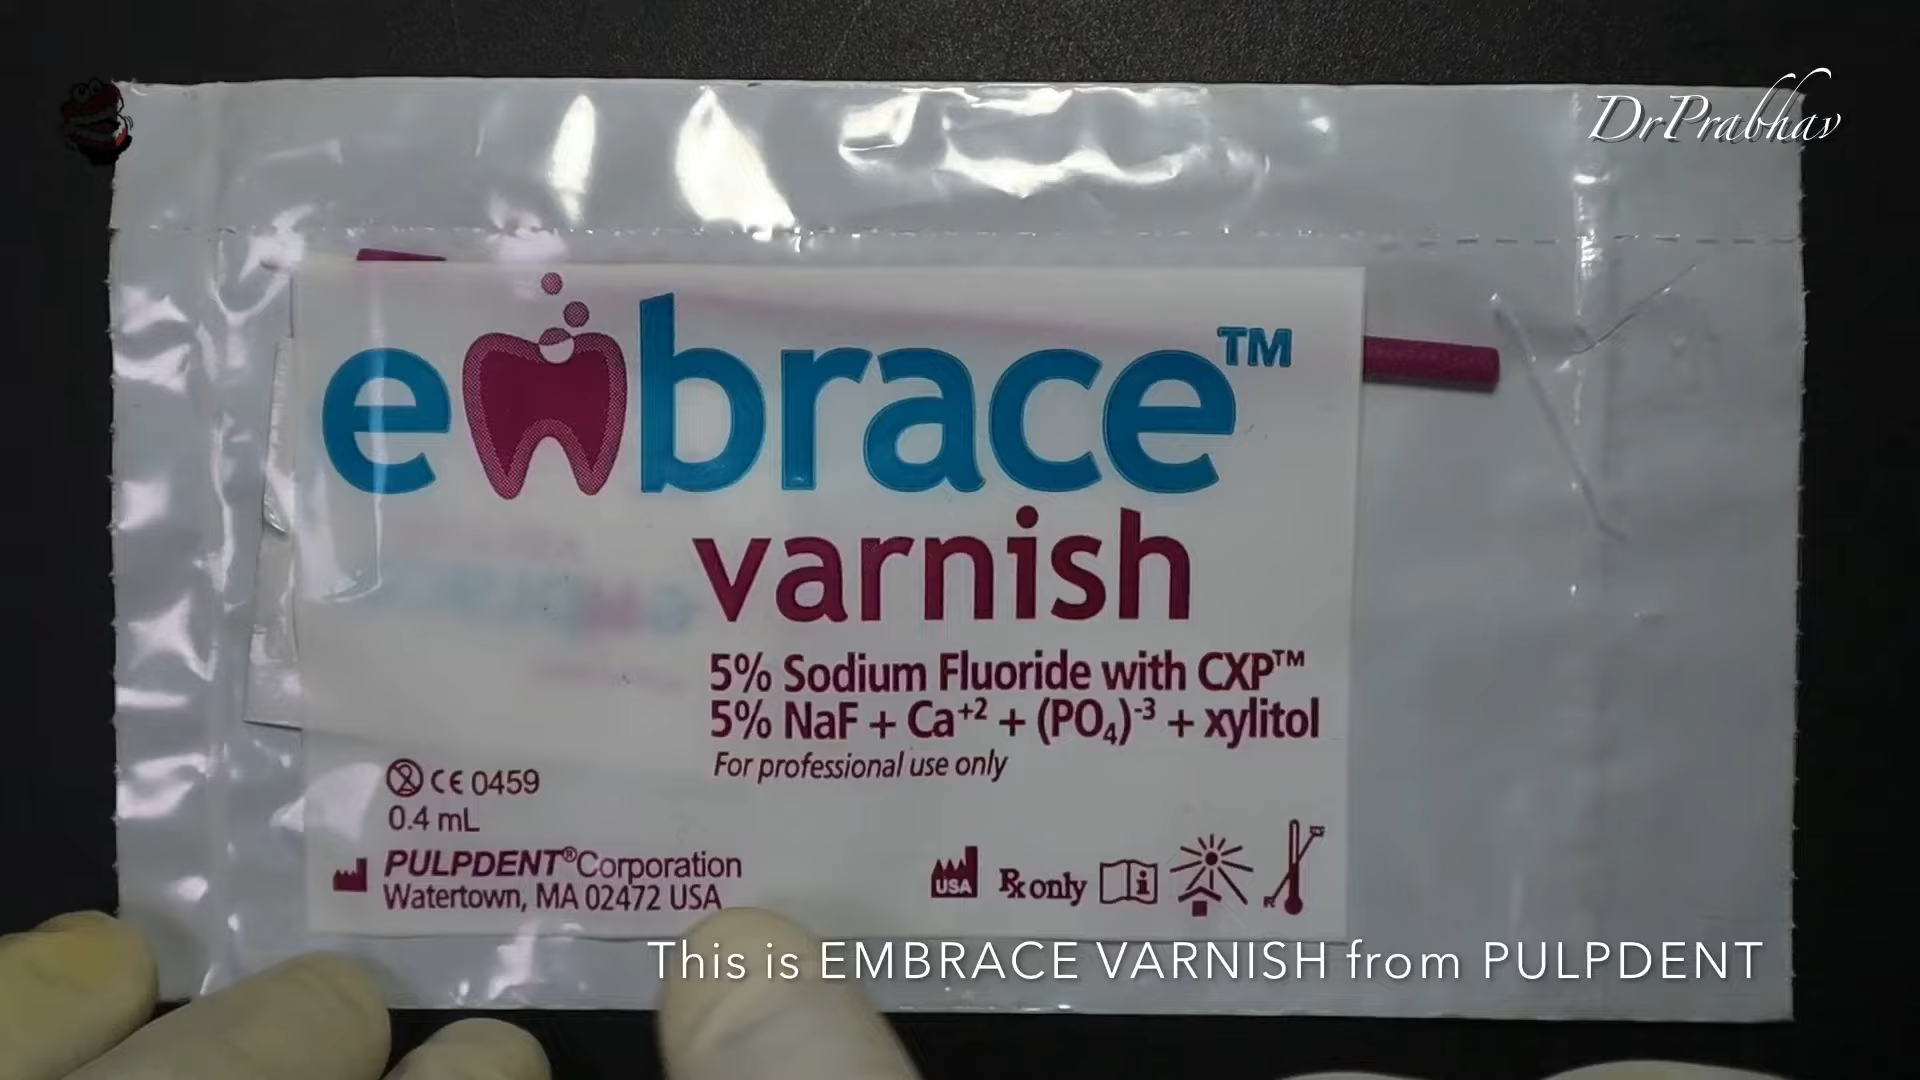 DrPrabhav
embrace™
varnish
5% Sodium Fluoride with CXP™
5% NaF + Ca⁺² + (PO₄)⁻³ + xylitol
For professional use only
CE 0459
0.4 mL
PULPDENT®Corporation
Watertown, MA 02472 USA
USA
Rx only
This is EMBRACE VARNISH from PULPDENT